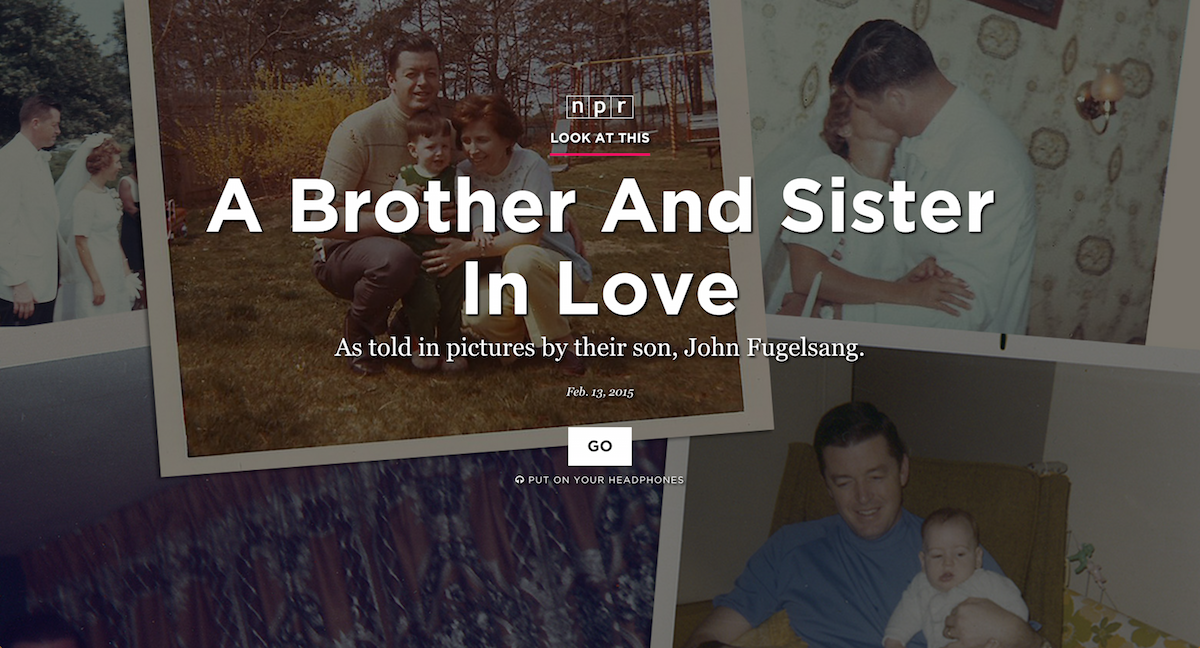 npr
LOOK AT THIS
A Brother And Sister
In Love
As told in pictures by their son, John Fugelsang.
Feb. 13, 2015
GO
PUT ON YOUR HEADPHONES